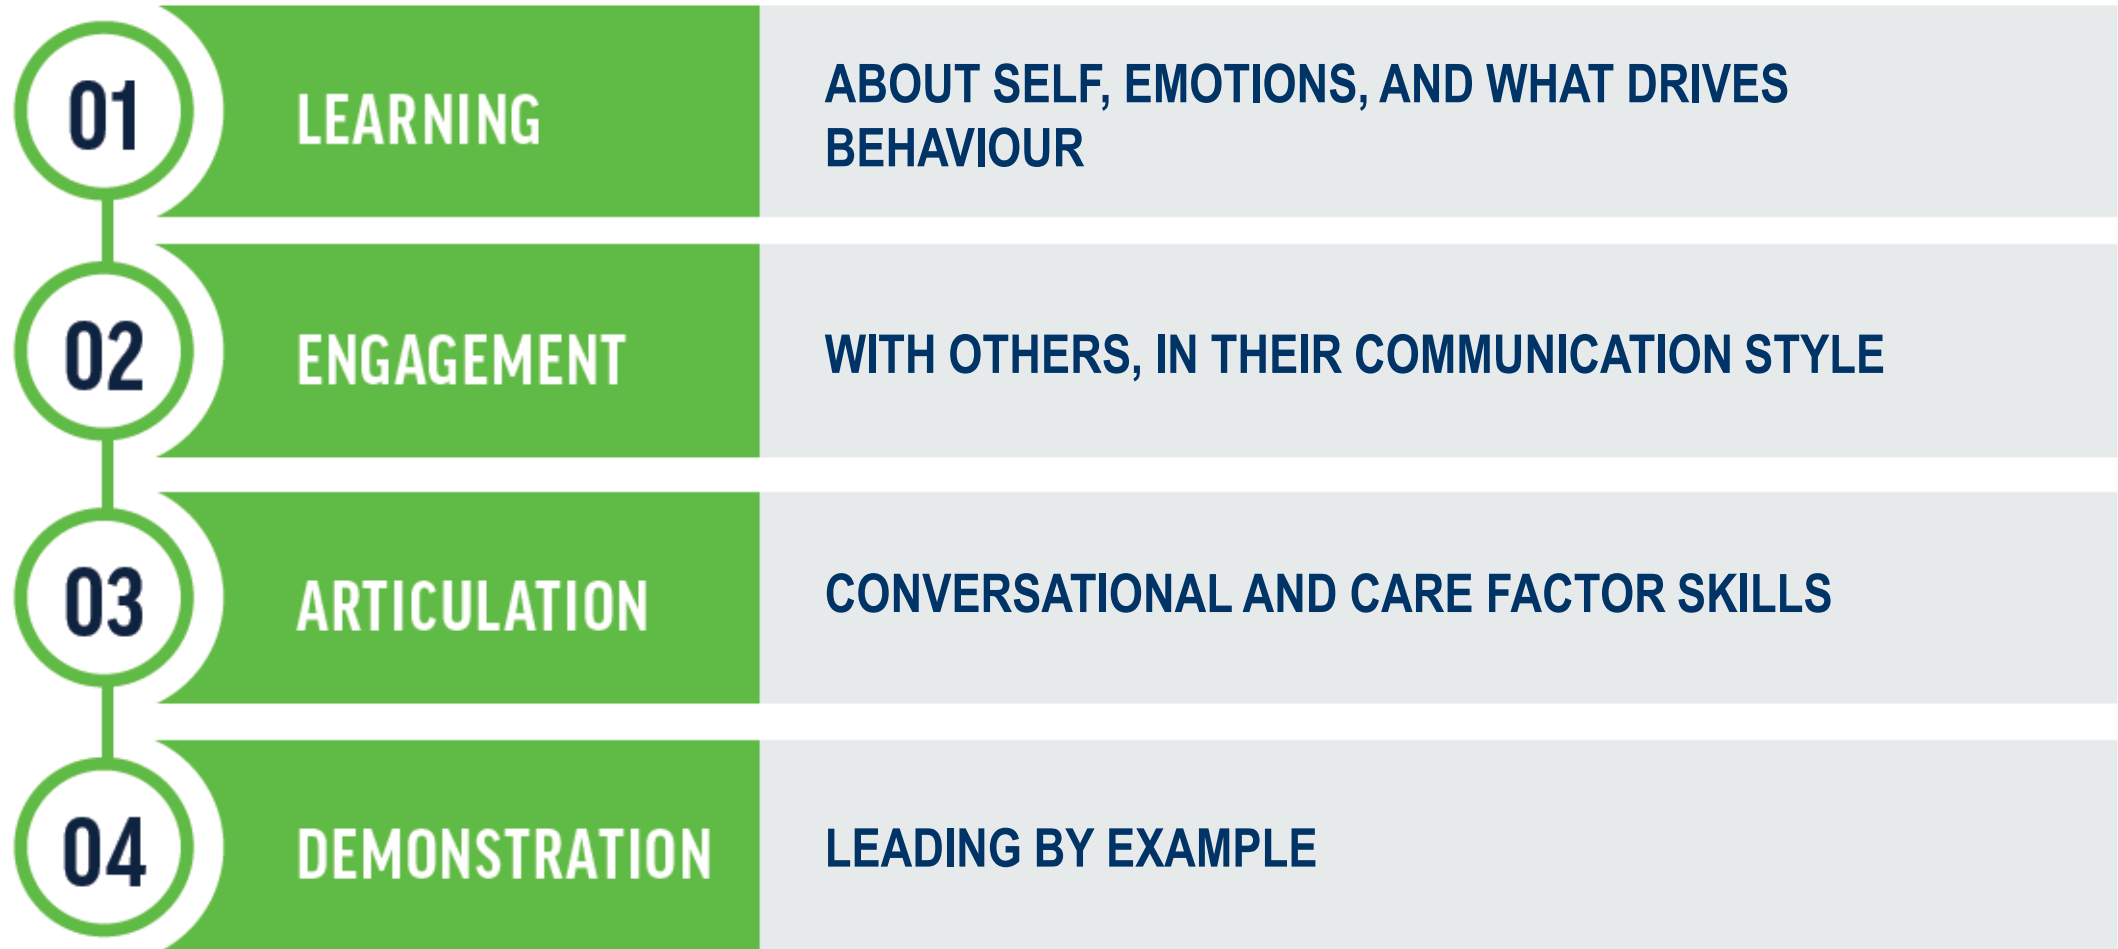 01
LEARNING
ABOUT SELF, EMOTIONS, AND WHAT DRIVES
BEHAVIOUR
02
ENGAGEMENT
WITH OTHERS, IN THEIR COMMUNICATION STYLE
03
ARTICULATION
CONVERSATIONAL AND CARE FACTOR SKILLS
04
DEMONSTRATION
LEADING BY EXAMPLE